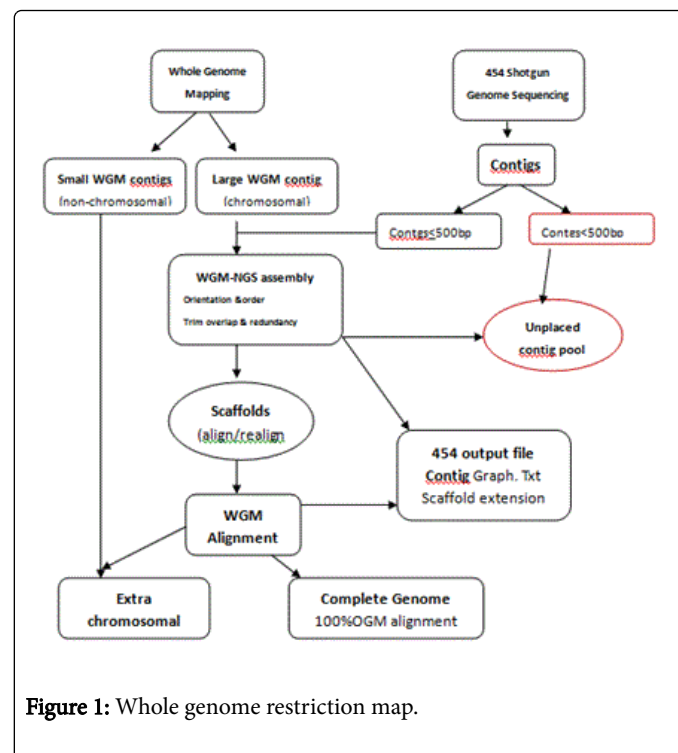 Whole Genome
Mapping
454 Shotgun
Genome Sequencing
Contigs
Small WGM contigs
(non-chromosomal)
Large WGM contig
(chromosomal)
Contgs≤500bp
Contes<500bp
WGM-NGS assembly
Orientation &order
Trim overlap & redundancy
Unplaced
contig pool
Scaffolds
(align/realign
454 output file
Contig Graph. Txt
Scaffold extension
WGM
Alignment
Extra
chromosomal
Complete Genome
100%OGM alignment
Figure 1: Whole genome restriction map.